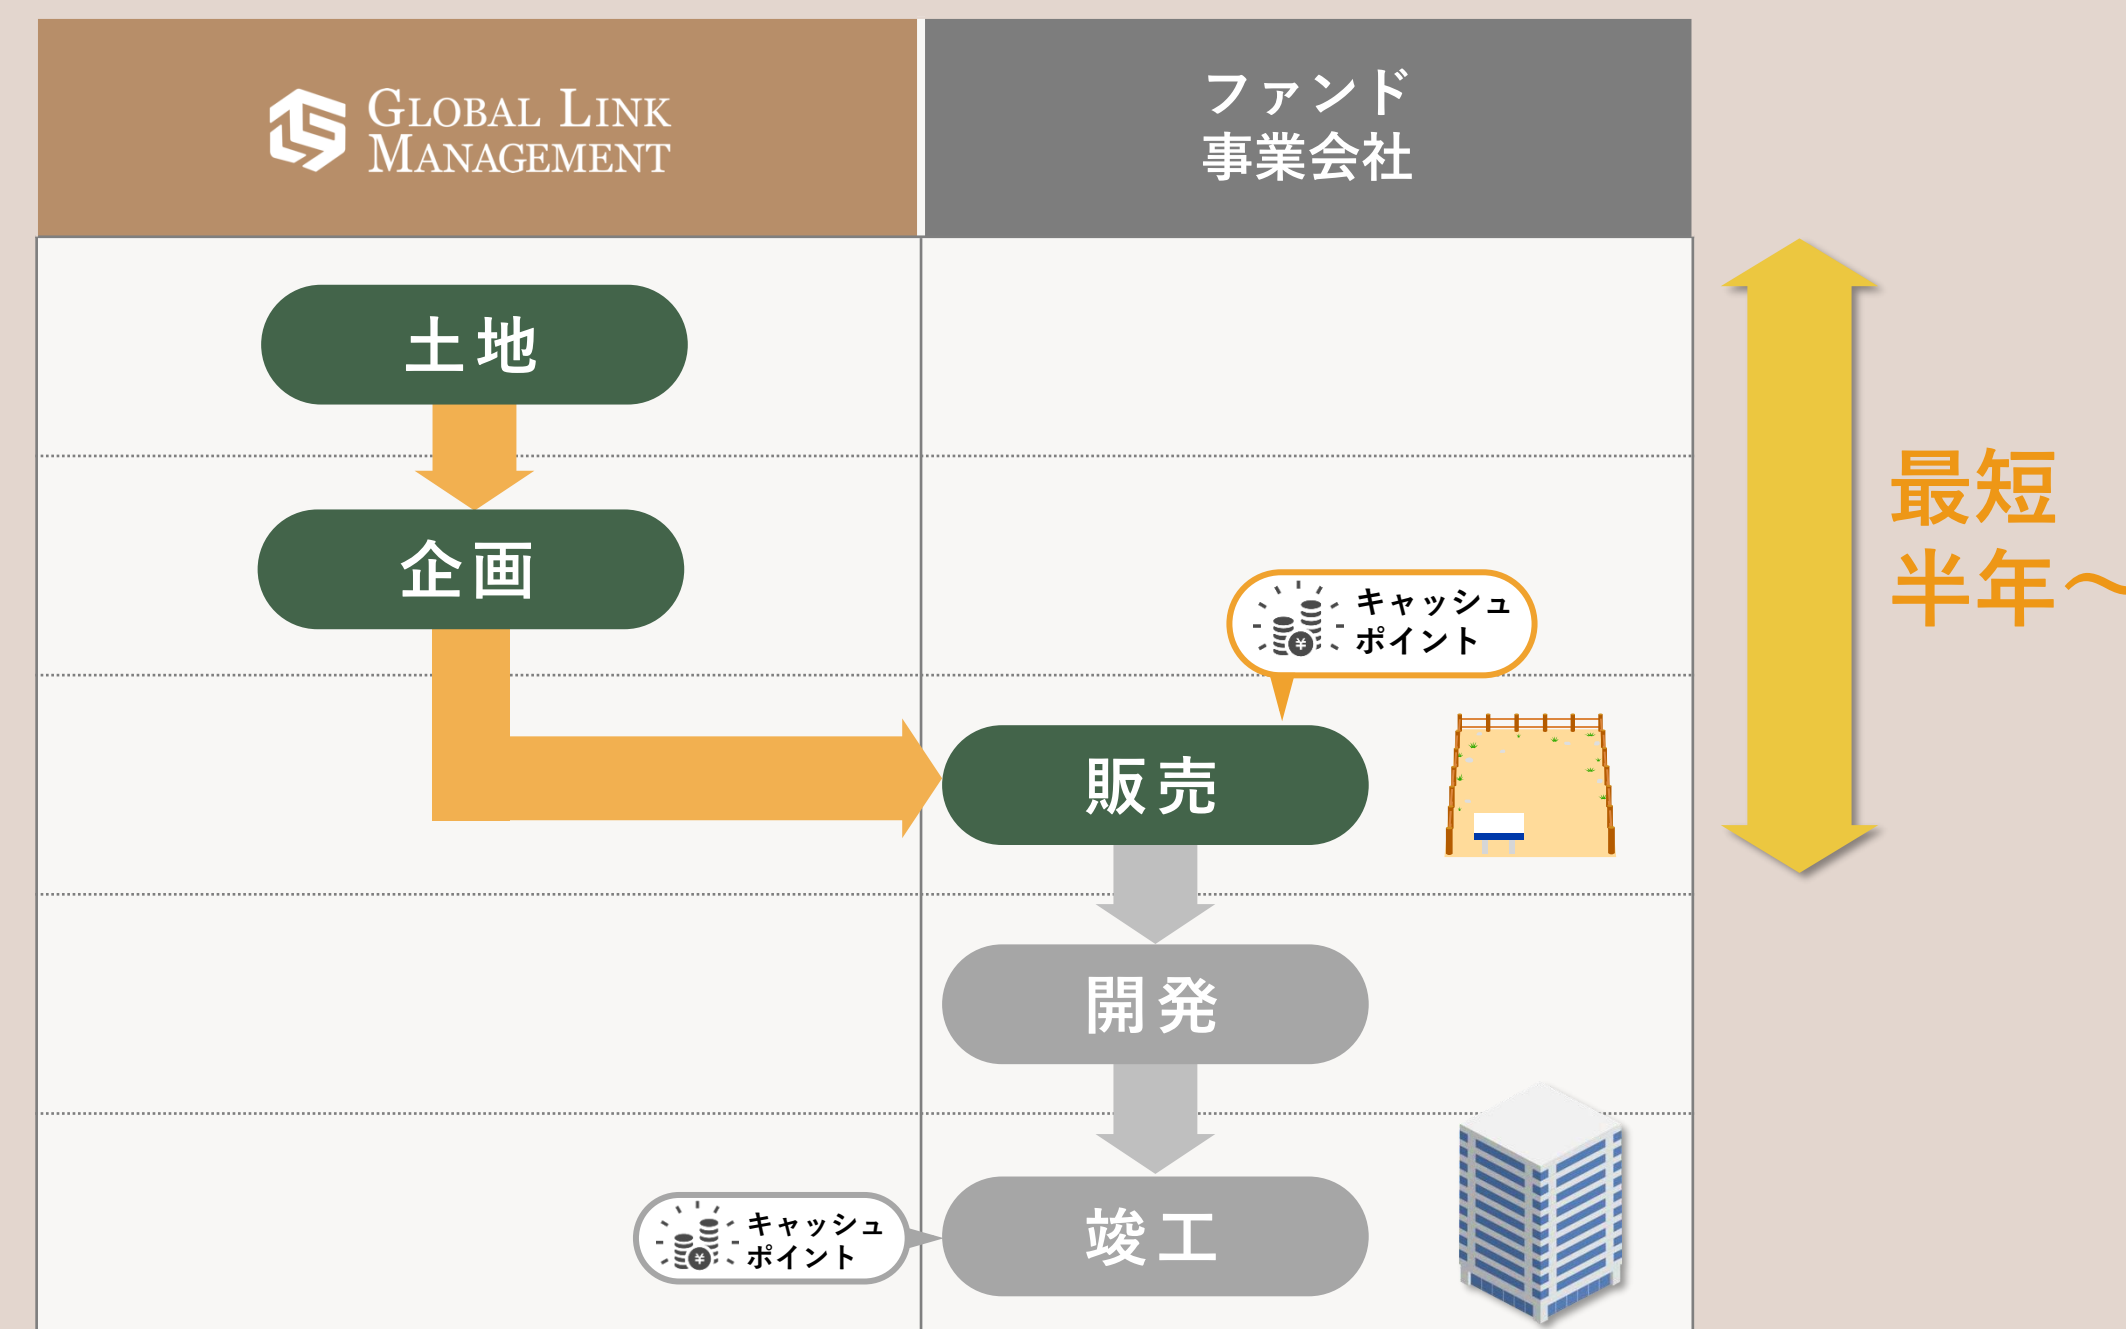 GLOBAL LINK
MANAGEMENT
ファンド
事業会社
土地
企画
最短
半年～
キャッシュ
ポイント
¥
販売
開発
キャッシュ
ポイント
¥
竣工